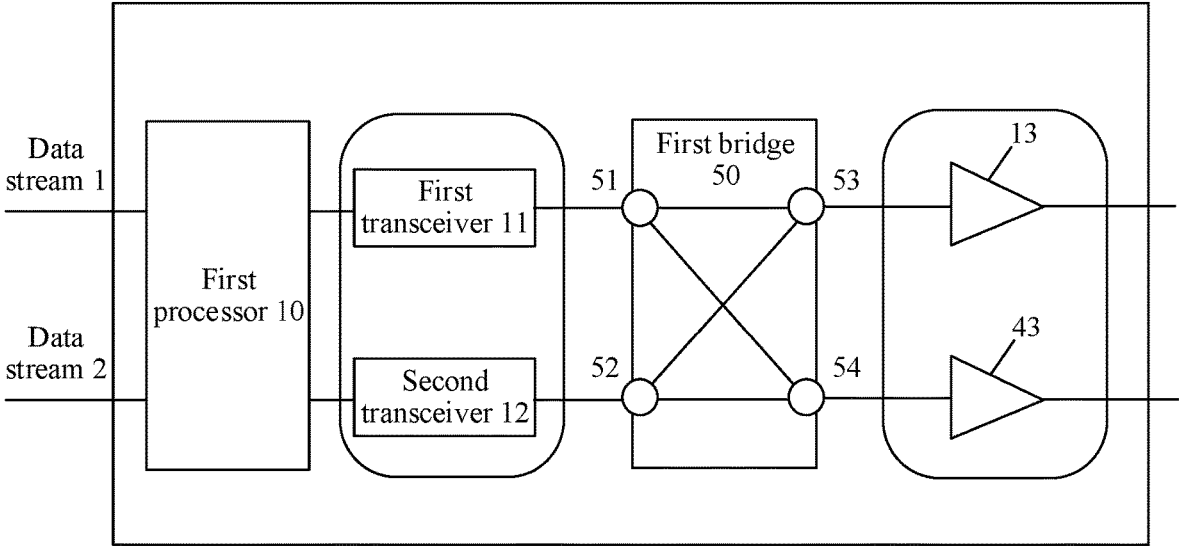 Data
stream 1
Data
stream 2
First
processor 10
First
transceiver 11
Second
transceiver 12
51
52
First bridge
50
53
54
13
43